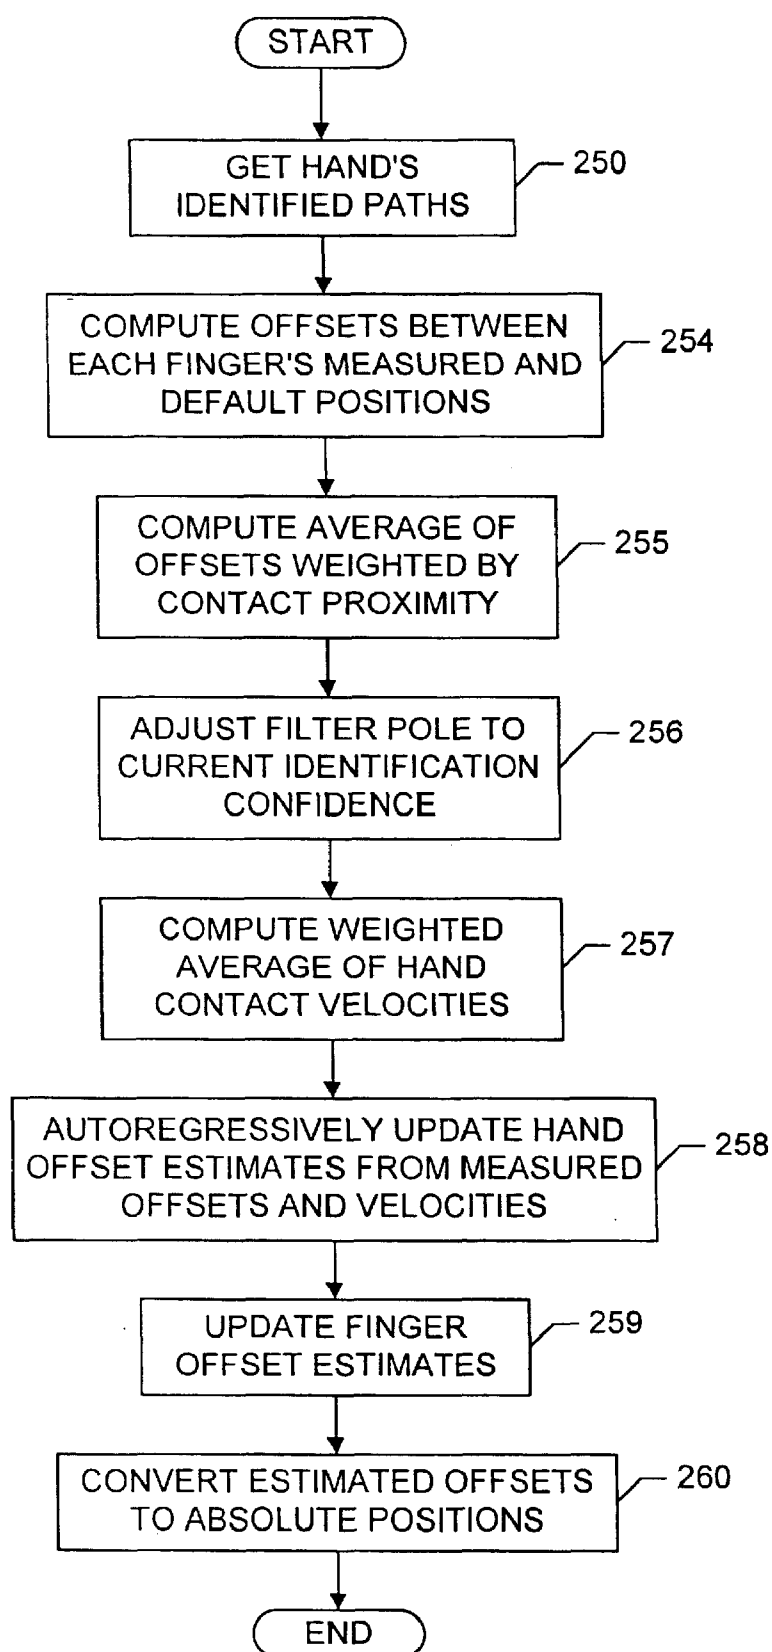 START
GET HAND'S
IDENTIFIED PATHS
250
COMPUTE OFFSETS BETWEEN
EACH FINGER'S MEASURED AND
DEFAULT POSITIONS
254
COMPUTE AVERAGE OF
OFFSETS WEIGHTED BY
CONTACT PROXIMITY
255
ADJUST FILTER POLE TO
CURRENT IDENTIFICATION
CONFIDENCE
256
COMPUTE WEIGHTED
AVERAGE OF HAND
CONTACT VELOCITIES
257
AUTOREGRESSIVELY UPDATE HAND
OFFSET ESTIMATES FROM MEASURED
OFFSETS AND VELOCITIES
258
UPDATE FINGER
OFFSET ESTIMATES
259
CONVERT ESTIMATED OFFSETS
TO ABSOLUTE POSITIONS
260
END